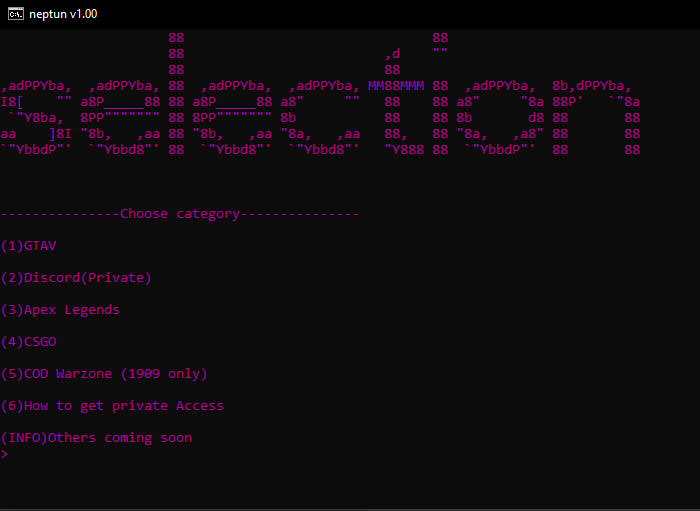 neptun v1.00
selection
---------------Choose category---------------
(1)GTAV
(2)Discord(Private)
(3)Apex Legends
(4)CSGO
(5)COD Warzone (1909 only)
(6)How to get private Access
(INFO)Others coming soon
>